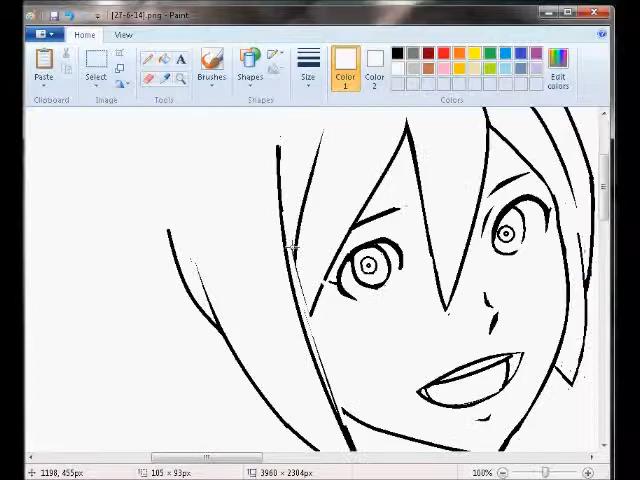 [27-6-14].png - Paint
Home View
Paste Select Brushes Shapes Size Color 1 Color 2 Edit colors
A
Clipboard Image Tools Shapes Colors
1198, 455px 105 × 93px 3960 × 2304px 100%